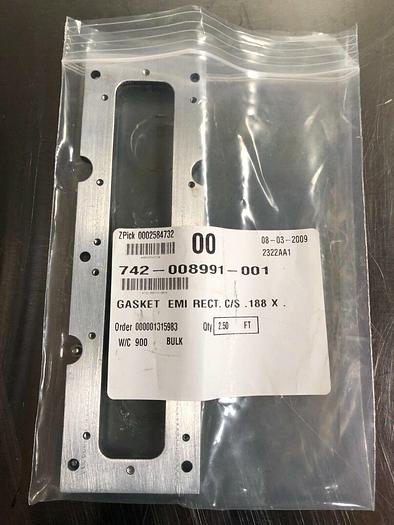 ZPick 0002584732
00
08-03-2009
2322AA1
742-008991-001
GASKET EMI RECT. C/S .188 X .
Order 000001315983
Qty 2.50 FT
W/C 900 BULK